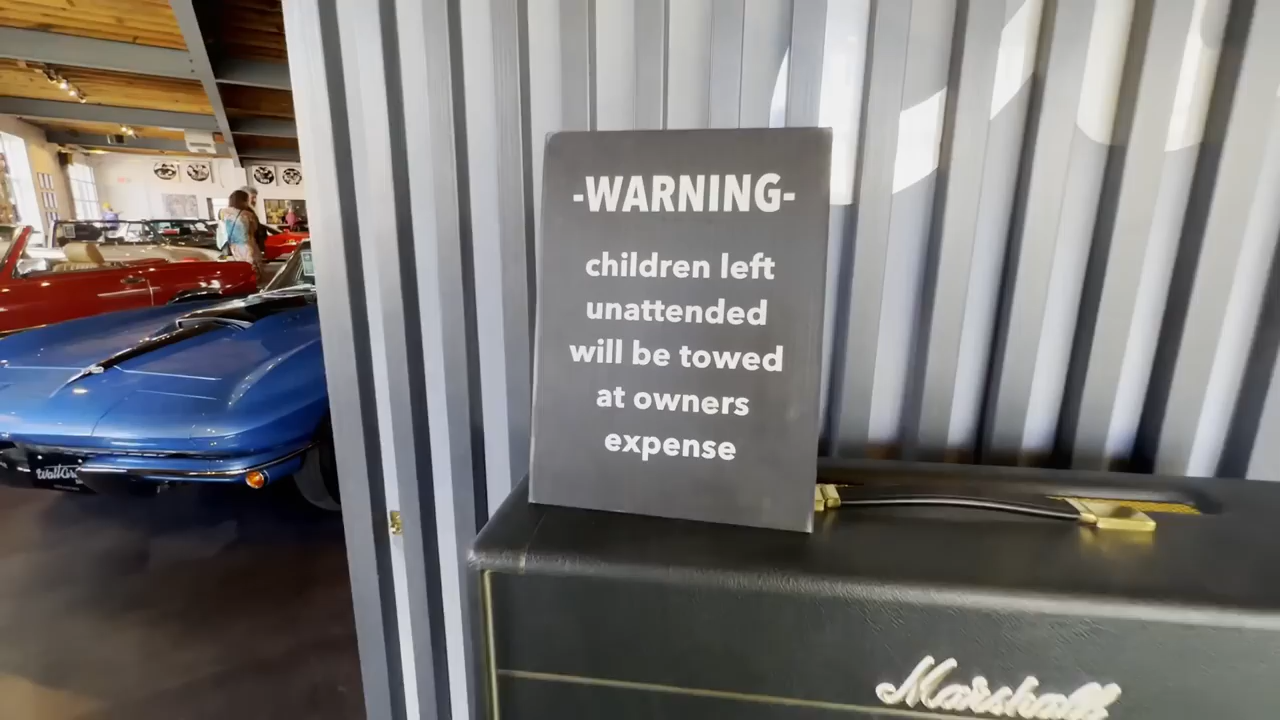 -WARNING-
children left
unattended
will be towed
at owners
expense
Marshall